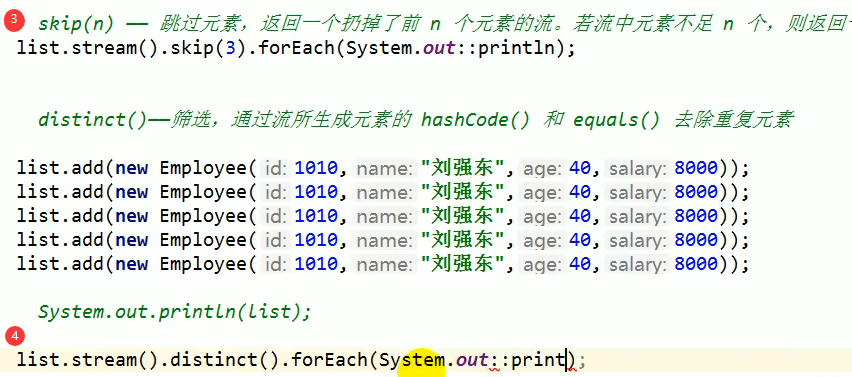 3 skip(n) —— 跳过元素，返回一个扔掉了前 n 个元素的流。若流中元素不足 n 个，则返回一
list.stream().skip(3).forEach(System.out::println);
distinct()——筛选，通过流所生成元素的 hashCode() 和 equals() 去除重复元素
list.add(new Employee( id: 1010, name: "刘强东", age: 40, salary: 8000));
list.add(new Employee( id: 1010, name: "刘强东", age: 40, salary: 8000));
list.add(new Employee( id: 1010, name: "刘强东", age: 40, salary: 8000));
list.add(new Employee( id: 1010, name: "刘强东", age: 40, salary: 8000));
list.add(new Employee( id: 1010, name: "刘强东", age: 40, salary: 8000));
System.out.println(list);
4
list.stream().distinct().forEach(System.out::print);